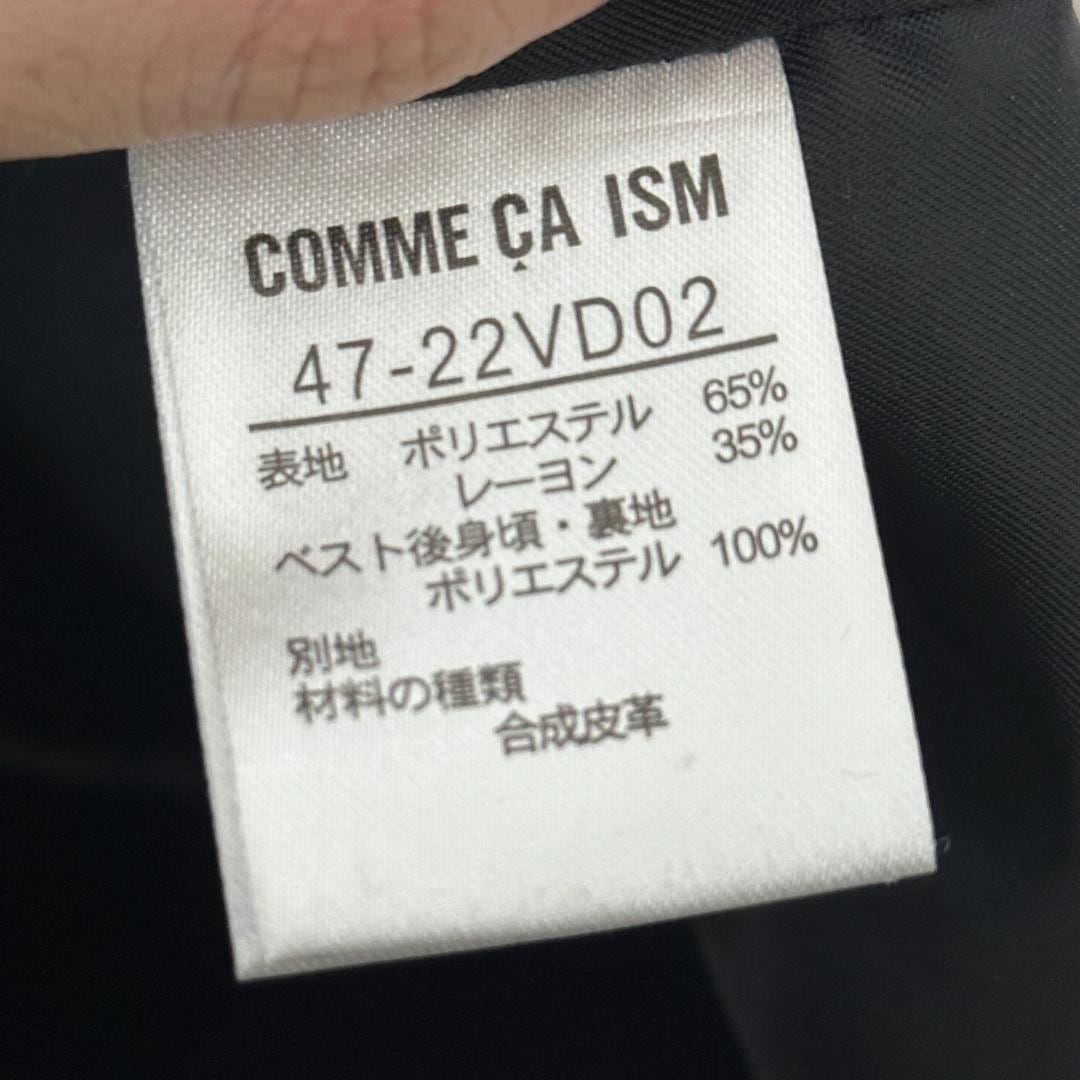 COMME ÇA ISM
47-22VD02
表地 ポリエステル 65%
レーヨン 35%
ベスト後身頃・裏地
ポリエステル 100%
別地
材料の種類
合成皮革